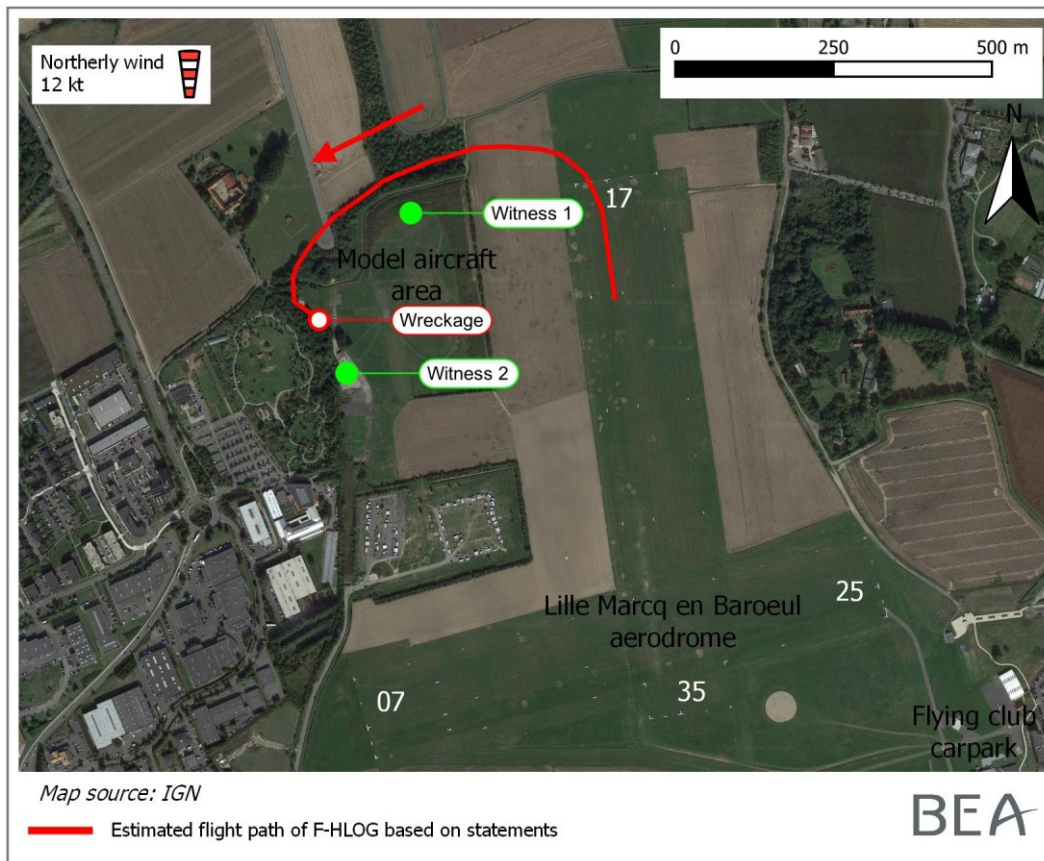 Northerly wind
12 kt
0 250 500 m
N
17
Witness 1
Model aircraft
area
Wreckage
Witness 2
25
Lille Marcq en Baroeul
aerodrome
35
07
Flying club
carpark
Map source: IGN
Estimated flight path of F-HLOG based on statements
BEA